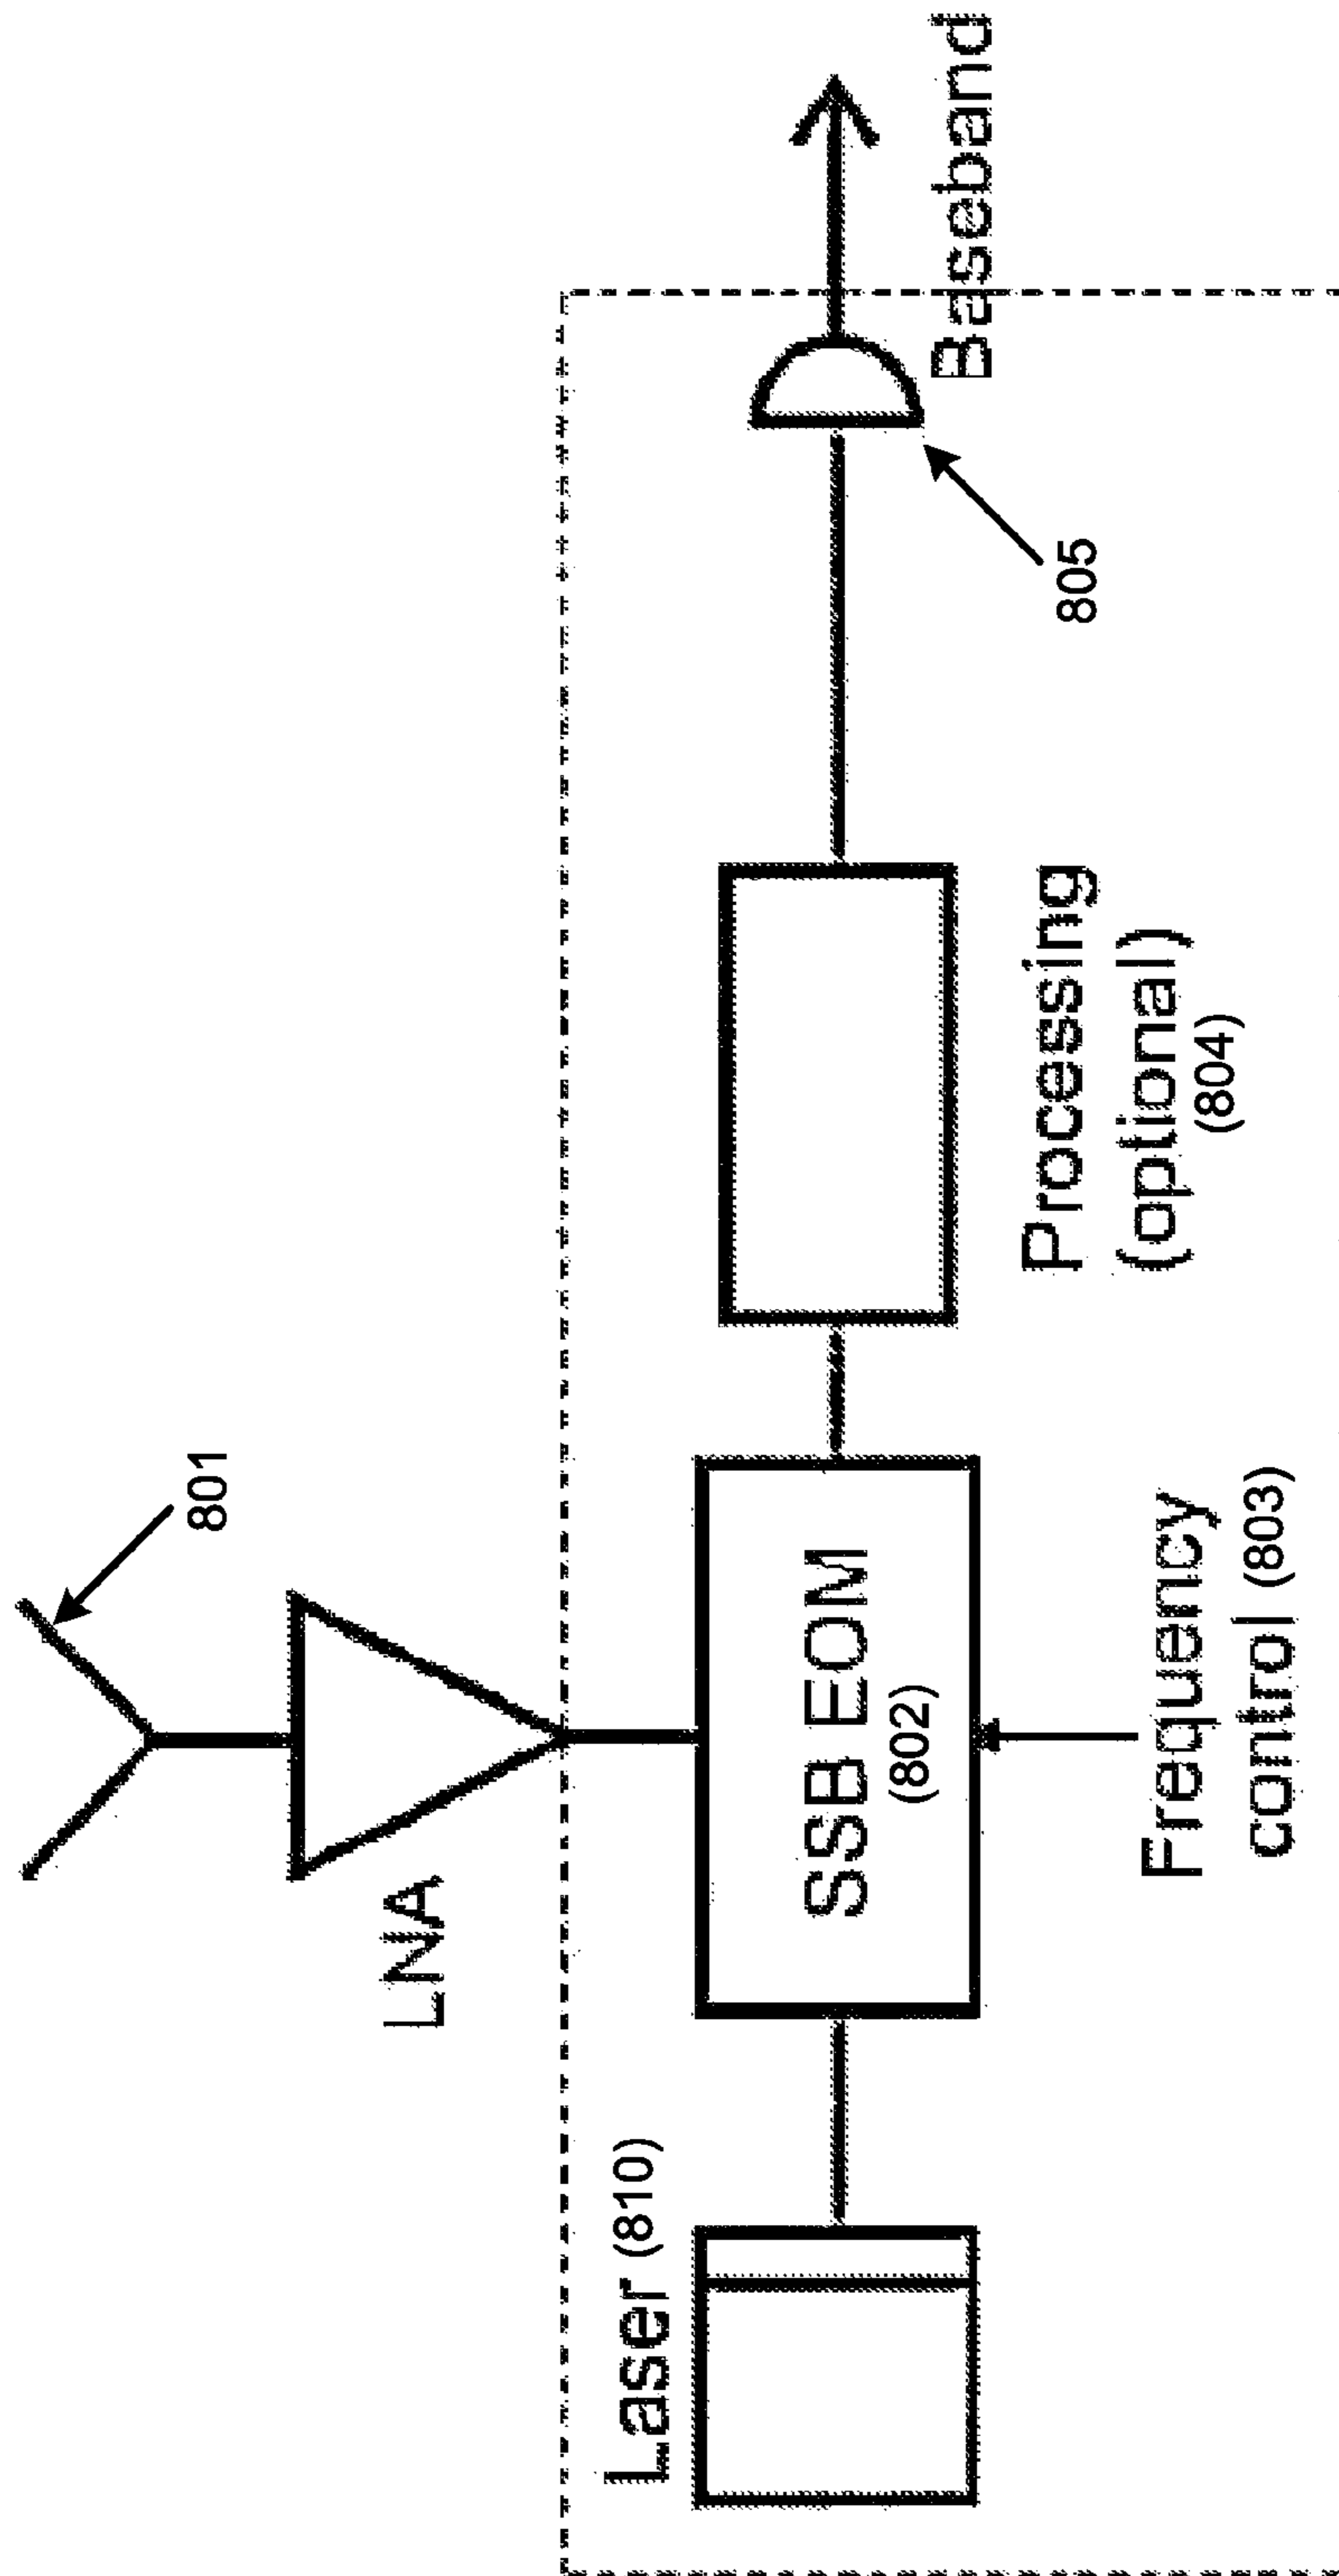 801
LNA
Laser (810)
SSB EOM
(802)
Frequency
control (803)
Processing
(optional)
(804)
805
Baseband